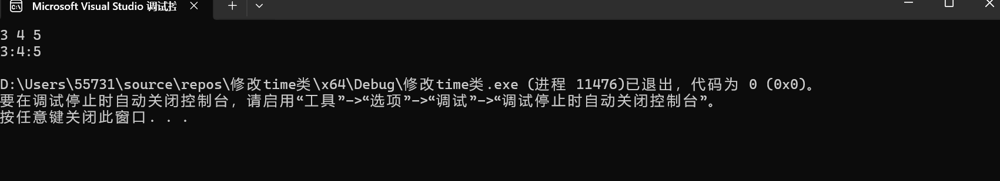 Microsoft Visual Studio 调试控
3 4 5
3:4:5
D:\Users\55731\source\repos\修改time类\x64\Debug\修改time类.exe (进程 11476)已退出，代码为 0 (0x0)。
要在调试停止时自动关闭控制台，请启用“工具”->“选项”->“调试”->“调试停止时自动关闭控制台”。
按任意键关闭此窗口. . .